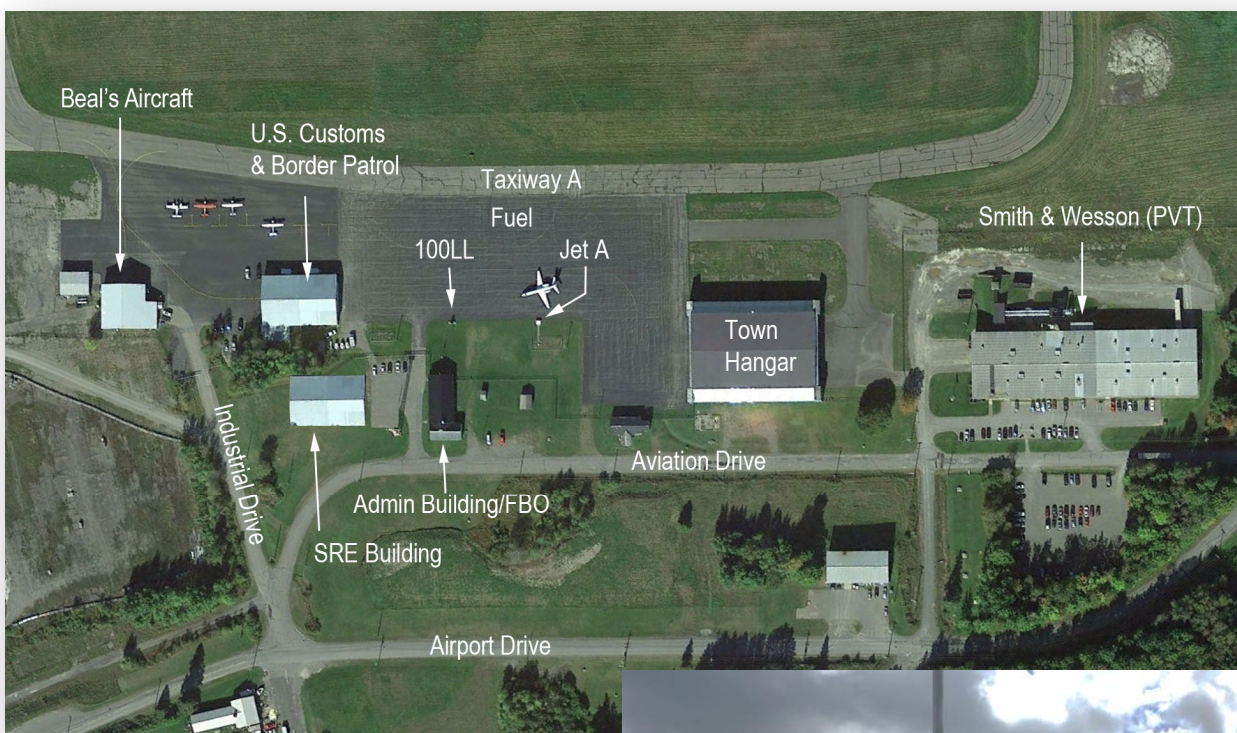 Beal's Aircraft
U.S. Customs
& Border Patrol
Taxiway A
Fuel
100LL
Jet A
Smith & Wesson (PVT)
Town
Hangar
Industrial Drive
Aviation Drive
Admin Building/FBO
SRE Building
Airport Drive